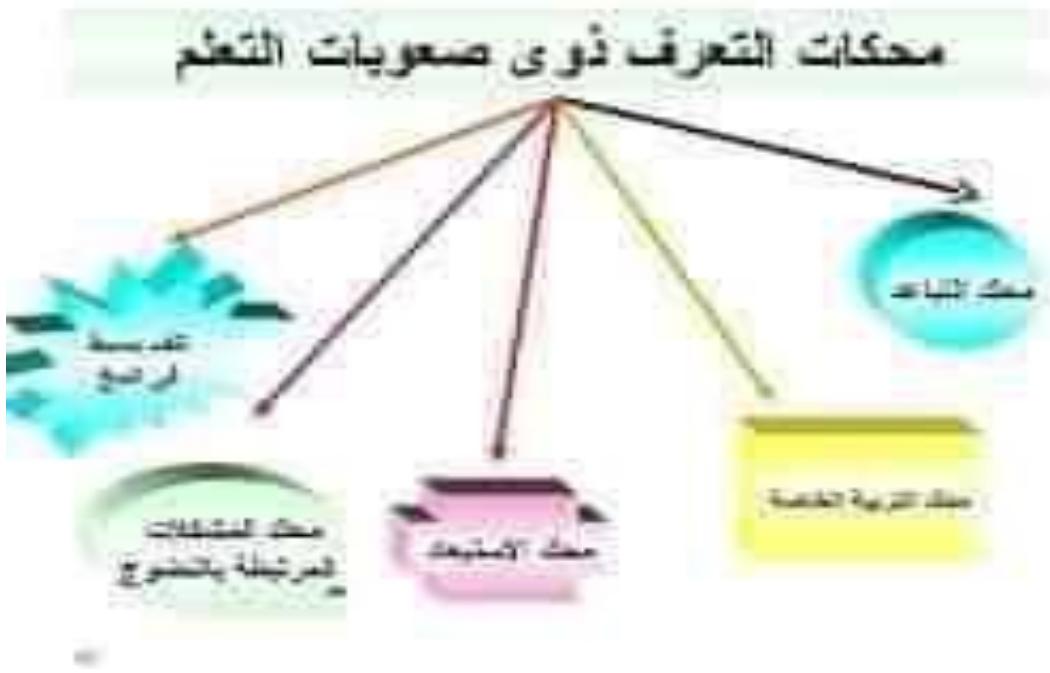 محكات التعرف ذوى صعوبات التعلم
محك التباعد
محك التربية الخاصة
محك الاستبعاد
محك المشكلات
المرتبطة بالنضوج